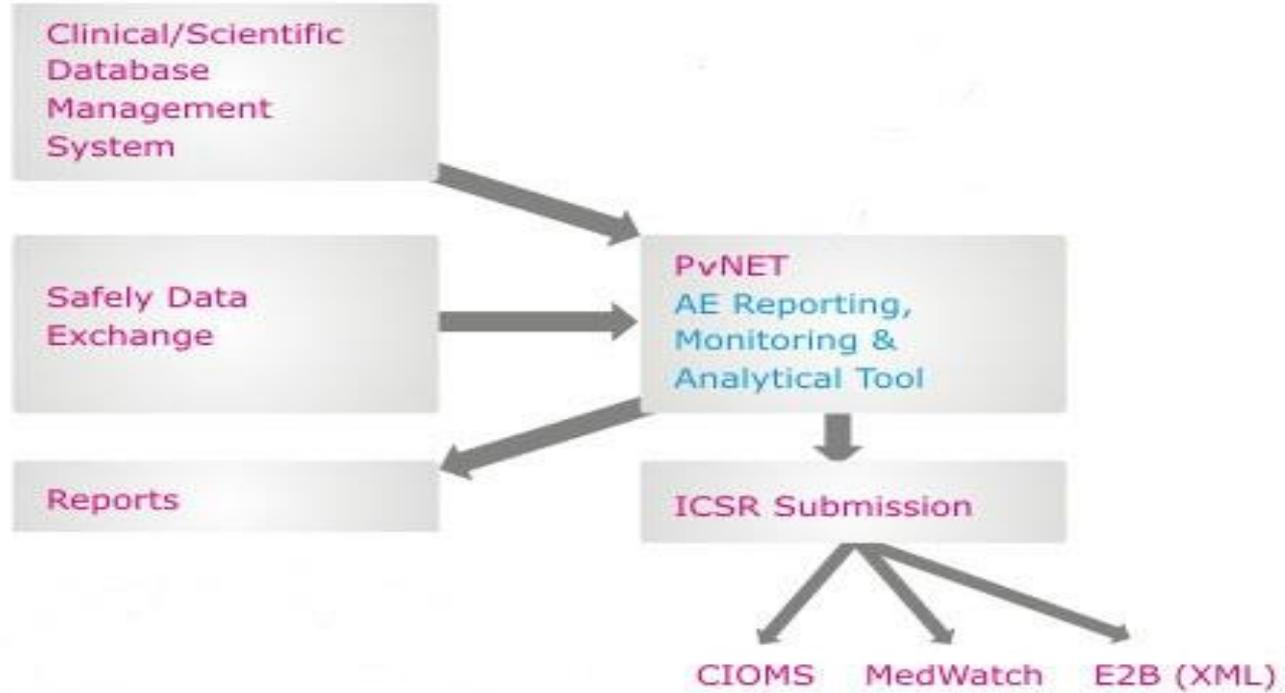 Clinical/Scientific
Database
Management
System
Safely Data
Exchange
PvNET
AE Reporting,
Monitoring &
Analytical Tool
Reports
ICSR Submission
CIOMS
MedWatch
E2B (XML)